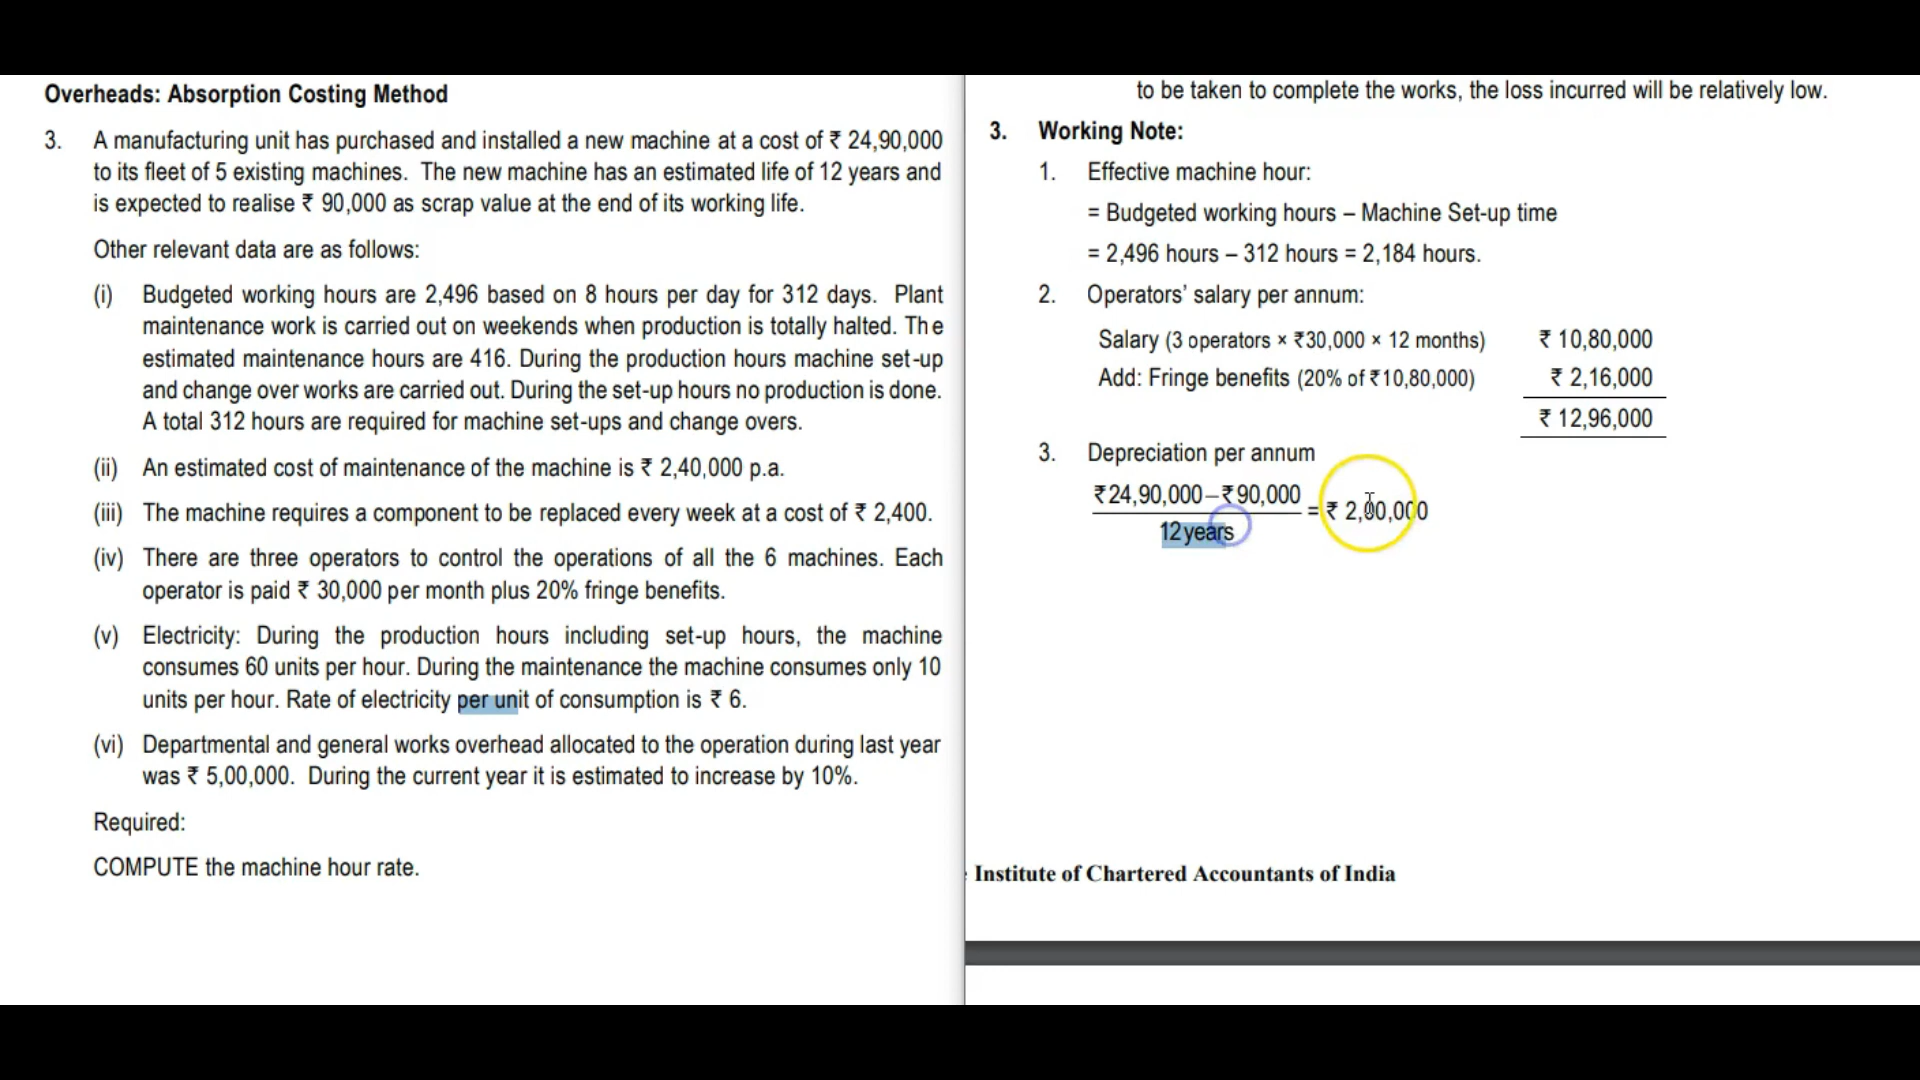 Overheads: Absorption Costing Method
3. A manufacturing unit has purchased and installed a new machine at a cost of ₹ 24,90,000
to its fleet of 5 existing machines. The new machine has an estimated life of 12 years and
is expected to realise ₹ 90,000 as scrap value at the end of its working life.
Other relevant data are as follows:
(i) Budgeted working hours are 2,496 based on 8 hours per day for 312 days. Plant
maintenance work is carried out on weekends when production is totally halted. The
estimated maintenance hours are 416. During the production hours machine set-up
and change over works are carried out. During the set-up hours no production is done.
A total 312 hours are required for machine set-ups and change overs.
(ii) An estimated cost of maintenance of the machine is ₹ 2,40,000 p.a.
(iii) The machine requires a component to be replaced every week at a cost of ₹ 2,400.
(iv) There are three operators to control the operations of all the 6 machines. Each
operator is paid ₹ 30,000 per month plus 20% fringe benefits.
(v) Electricity: During the production hours including set-up hours, the machine
consumes 60 units per hour. During the maintenance the machine consumes only 10
units per hour. Rate of electricity per unit of consumption is ₹ 6.
(vi) Departmental and general works overhead allocated to the operation during last year
was ₹ 5,00,000. During the current year it is estimated to increase by 10%.
Required:
COMPUTE the machine hour rate.
to be taken to complete the works, the loss incurred will be relatively low.
3. Working Note:
1. Effective machine hour:
= Budgeted working hours – Machine Set-up time
= 2,496 hours – 312 hours = 2,184 hours.
2. Operators’ salary per annum:
Salary (3 operators × ₹30,000 × 12 months) ₹ 10,80,000
Add: Fringe benefits (20% of ₹10,80,000) ₹ 2,16,000
₹ 12,96,000
3. Depreciation per annum
₹24,90,000 – ₹90,000
= ₹ 2,00,000
12 years
Institute of Chartered Accountants of India